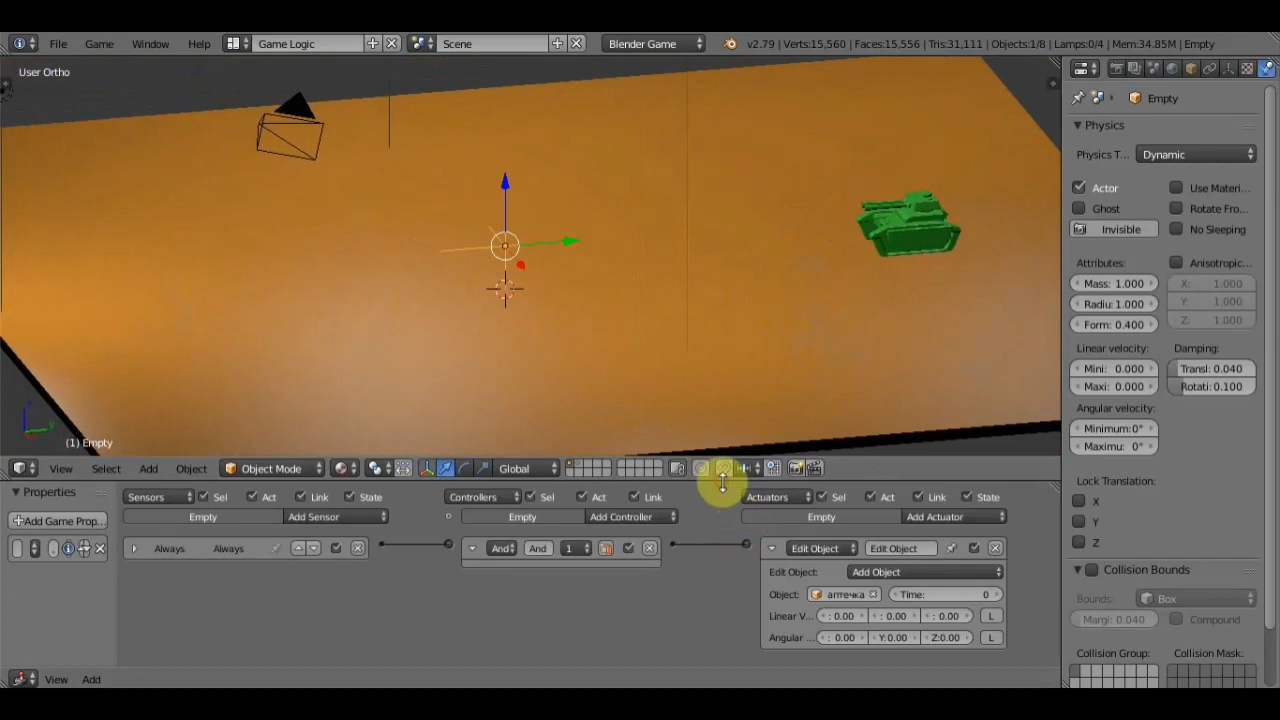 File Game Window Help Game Logic Scene Blender Game v2.79 | Verts:15,560 | Faces:15,556 | Tris:31,111 | Objects:1/8 | Lamps:0/4 | Mem:34.85M | Empty
User Ortho
Empty
Physics
Physics T... Dynamic
Actor Use Materi...
Ghost Rotate Fro...
Invisible No Sleeping
Attributes: Anisotropic...
Mass: 1.000 X: 1.000
Radiu: 1.000 Y: 1.000
Form: 0.400 Z: 1.000
Linear velocity: Damping:
Mini: 0.000 Transl: 0.040
Maxi: 0.000 Rotati: 0.100
Angular velocity:
Minimum: 0°
Maximu: 0°
Lock Translation:
X
Y
Z
Collision Bounds
Bounds: Box
Margi: 0.040 Compound
Collision Group: Collision Mask:
z
y
(1) Empty
View Select Add Object Object Mode Global
Properties
Add Game Prop...
Sensors Sel Act Link State Controllers Sel Act Link Actuators Sel Act Link State
Empty Add Sensor Empty Add Controller Empty Add Actuator
Always Always And And 1 Edit Object Edit Object
Edit Object: Add Object
Object: аптечка Time: 0
Linear V... : 0.00 : 0.00 : 0.00 L
Angular ... : 0.00 Y: 0.00 Z: 0.00 L
View Add